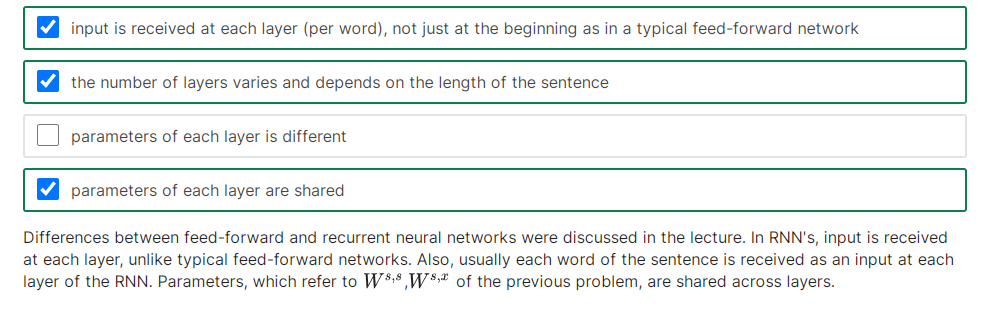 input is received at each layer (per word), not just at the beginning as in a typical feed-forward network
the number of layers varies and depends on the length of the sentence
parameters of each layer is different
parameters of each layer are shared
Differences between feed-forward and recurrent neural networks were discussed in the lecture. In RNN's, input is received
at each layer, unlike typical feed-forward networks. Also, usually each word of the sentence is received as an input at each
layer of the RNN. Parameters, which refer to W^{s,s},W^{s,x} of the previous problem, are shared across layers.